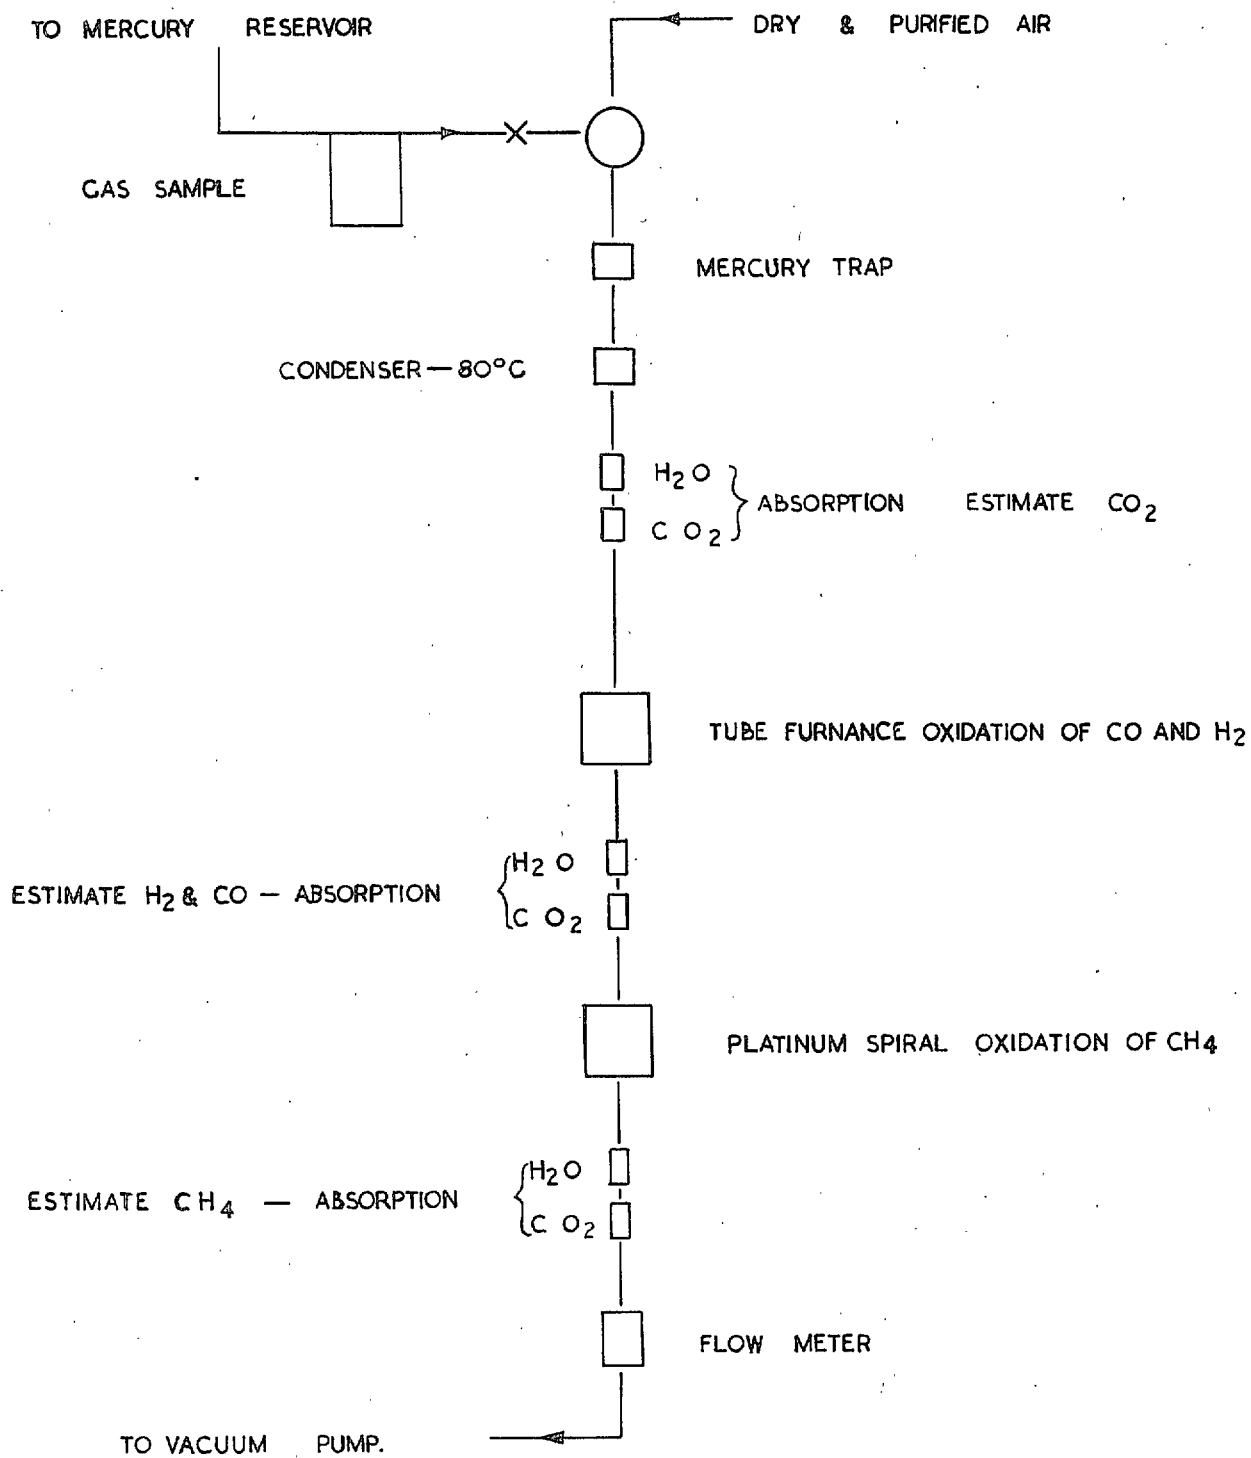 TO MERCURY RESERVOIR
DRY & PURIFIED AIR
GAS SAMPLE
MERCURY TRAP
CONDENSER — 80°C
H2O
CO2
ABSORPTION ESTIMATE CO2
TUBE FURNANCE OXIDATION OF CO AND H2
H2O
CO2
ESTIMATE H2 & CO — ABSORPTION
PLATINUM SPIRAL OXIDATION OF CH4
H2O
CO2
ESTIMATE CH4 — ABSORPTION
FLOW METER
TO VACUUM PUMP.